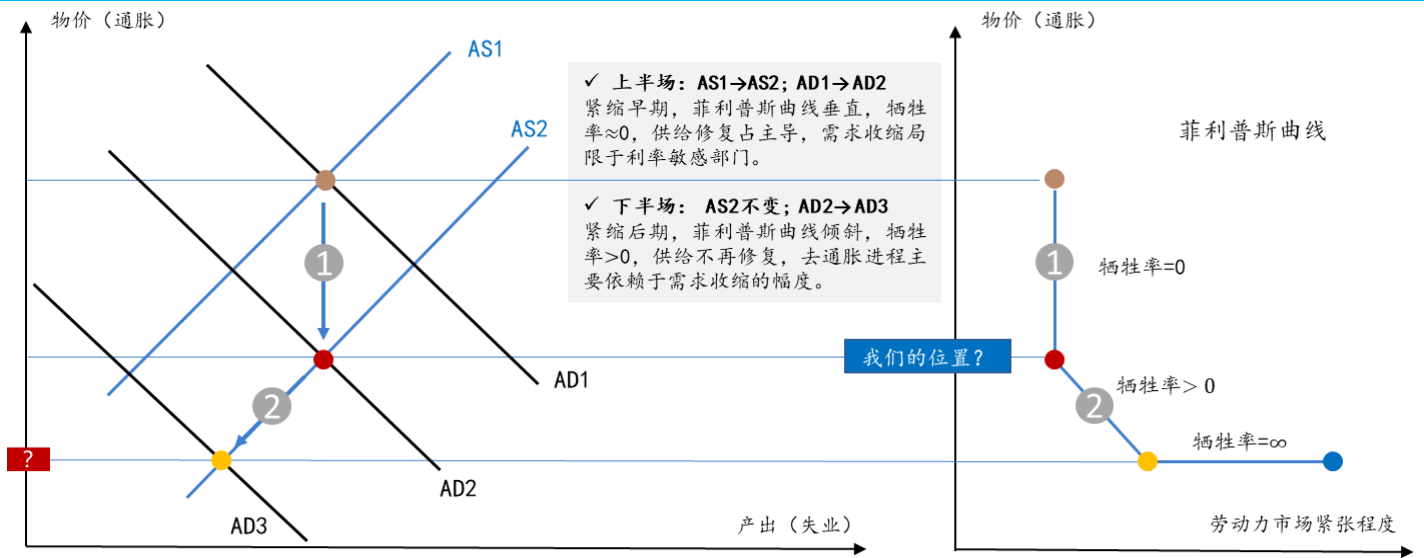 物价（通胀）
AS1
AS2
✓ 上半场：AS1→AS2；AD1→AD2
紧缩早期，菲利普斯曲线垂直，牺牲
率≈0，供给修复占主导，需求收缩局
限于利率敏感部门。
✓ 下半场： AS2不变；AD2→AD3
紧缩后期，菲利普斯曲线倾斜，牺牲
率>0，供给不再修复，去通胀进程主
要依赖于需求收缩的幅度。
1
2
AD1
AD2
AD3
?
产出（失业）
物价（通胀）
菲利普斯曲线
1
牺牲率=0
我们的位置？
牺牲率> 0
2
牺牲率=∞
劳动力市场紧张程度